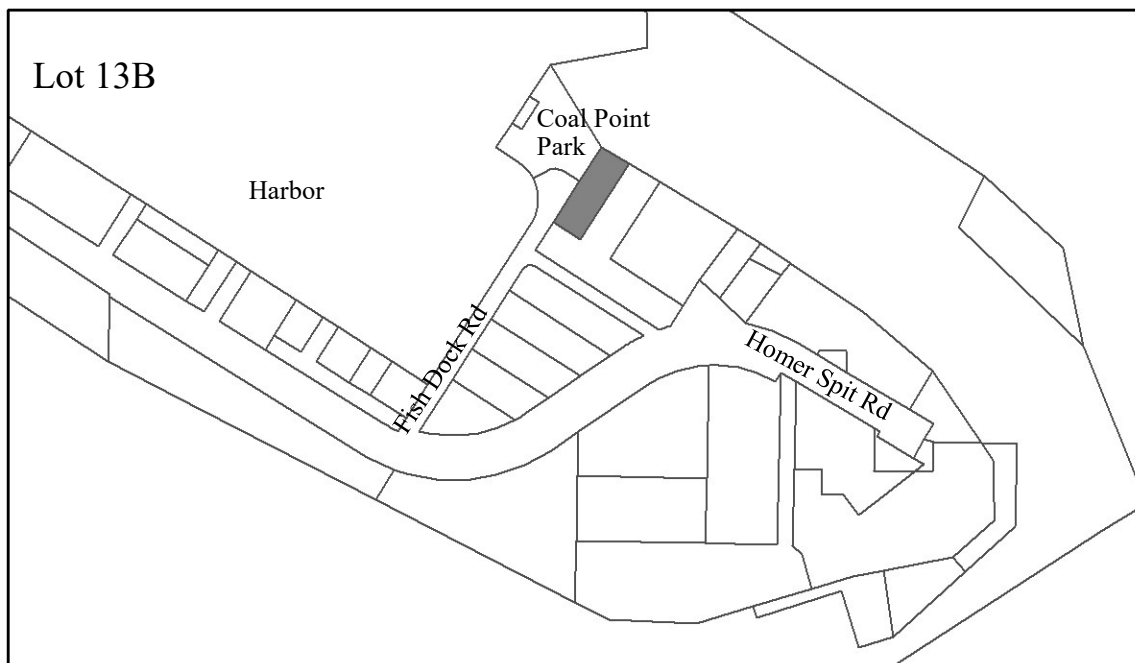 Lot 13B
Coal Point
Park
Harbor
Fish Dock Rd
Homer Spit Rd